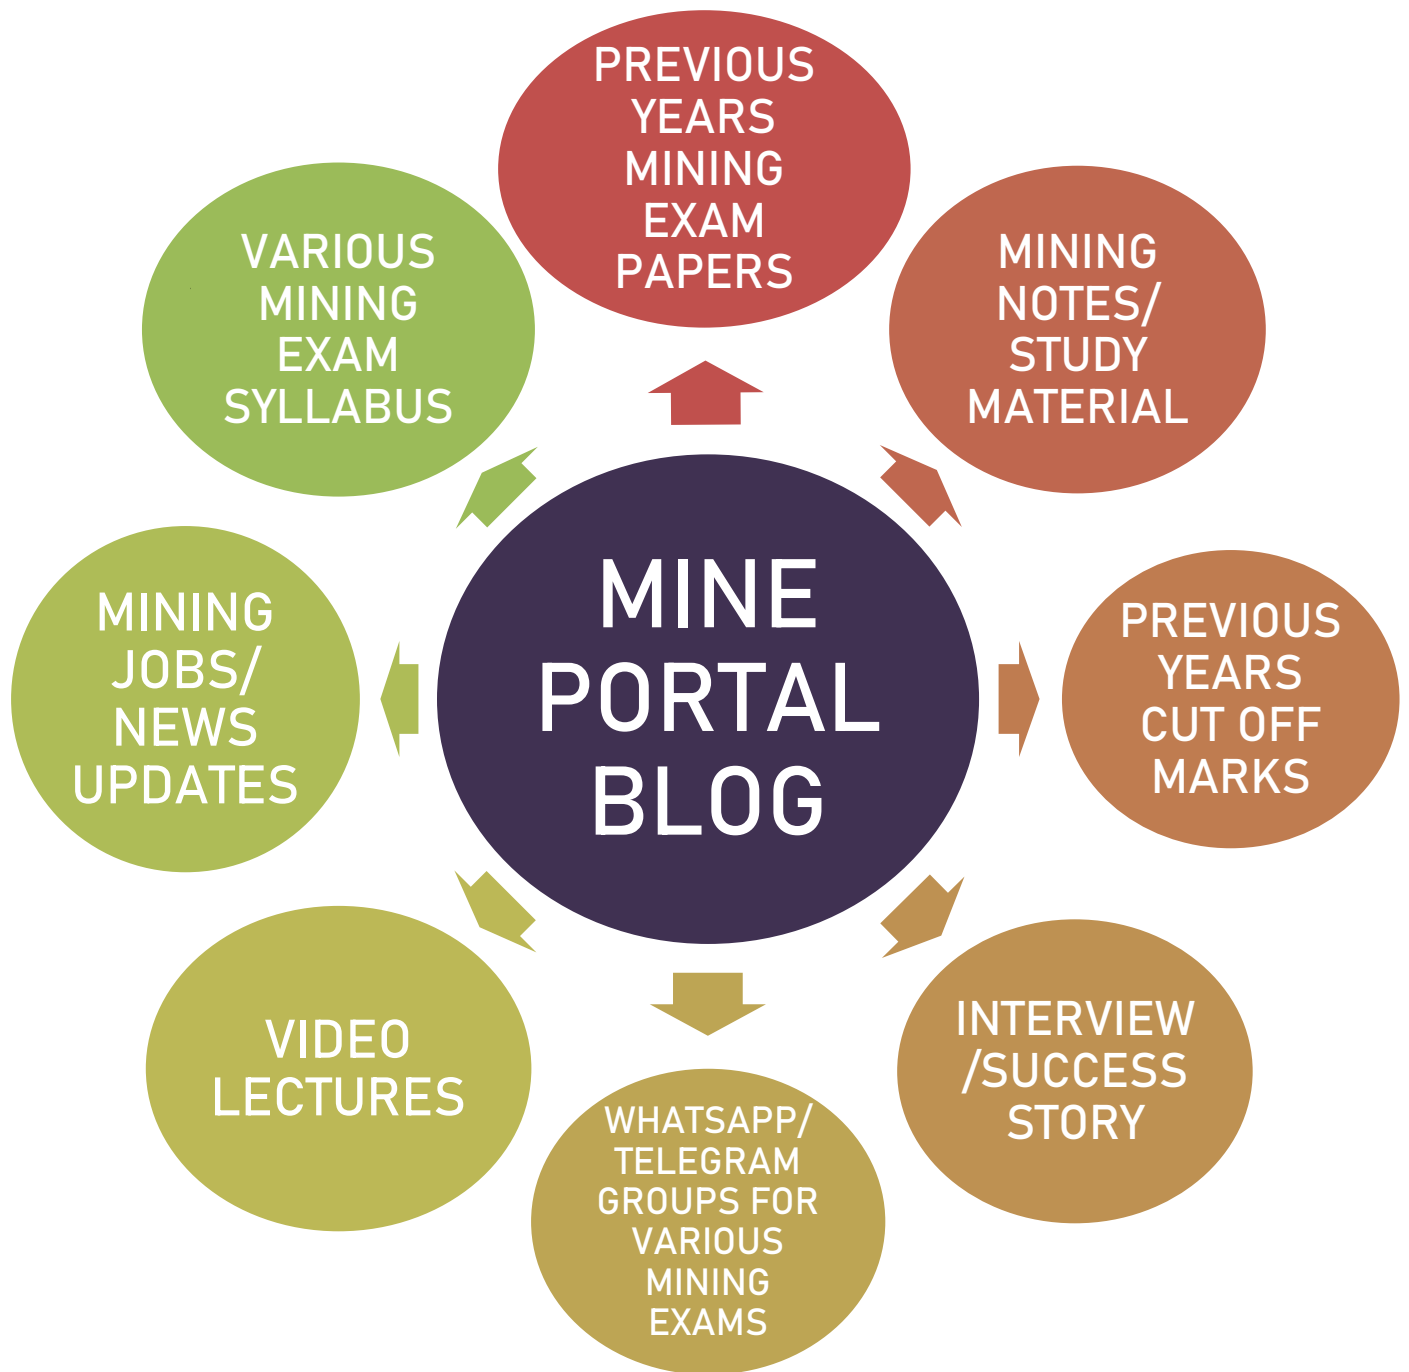 PREVIOUS
YEARS
MINING
EXAM
PAPERS
MINING
NOTES/
STUDY
MATERIAL
PREVIOUS
YEARS
CUT OFF
MARKS
INTERVIEW
/SUCCESS
STORY
WHATSAPP/
TELEGRAM
GROUPS FOR
VARIOUS
MINING
EXAMS
VIDEO
LECTURES
MINING
JOBS/
NEWS
UPDATES
VARIOUS
MINING
EXAM
SYLLABUS
MINE
PORTAL
BLOG